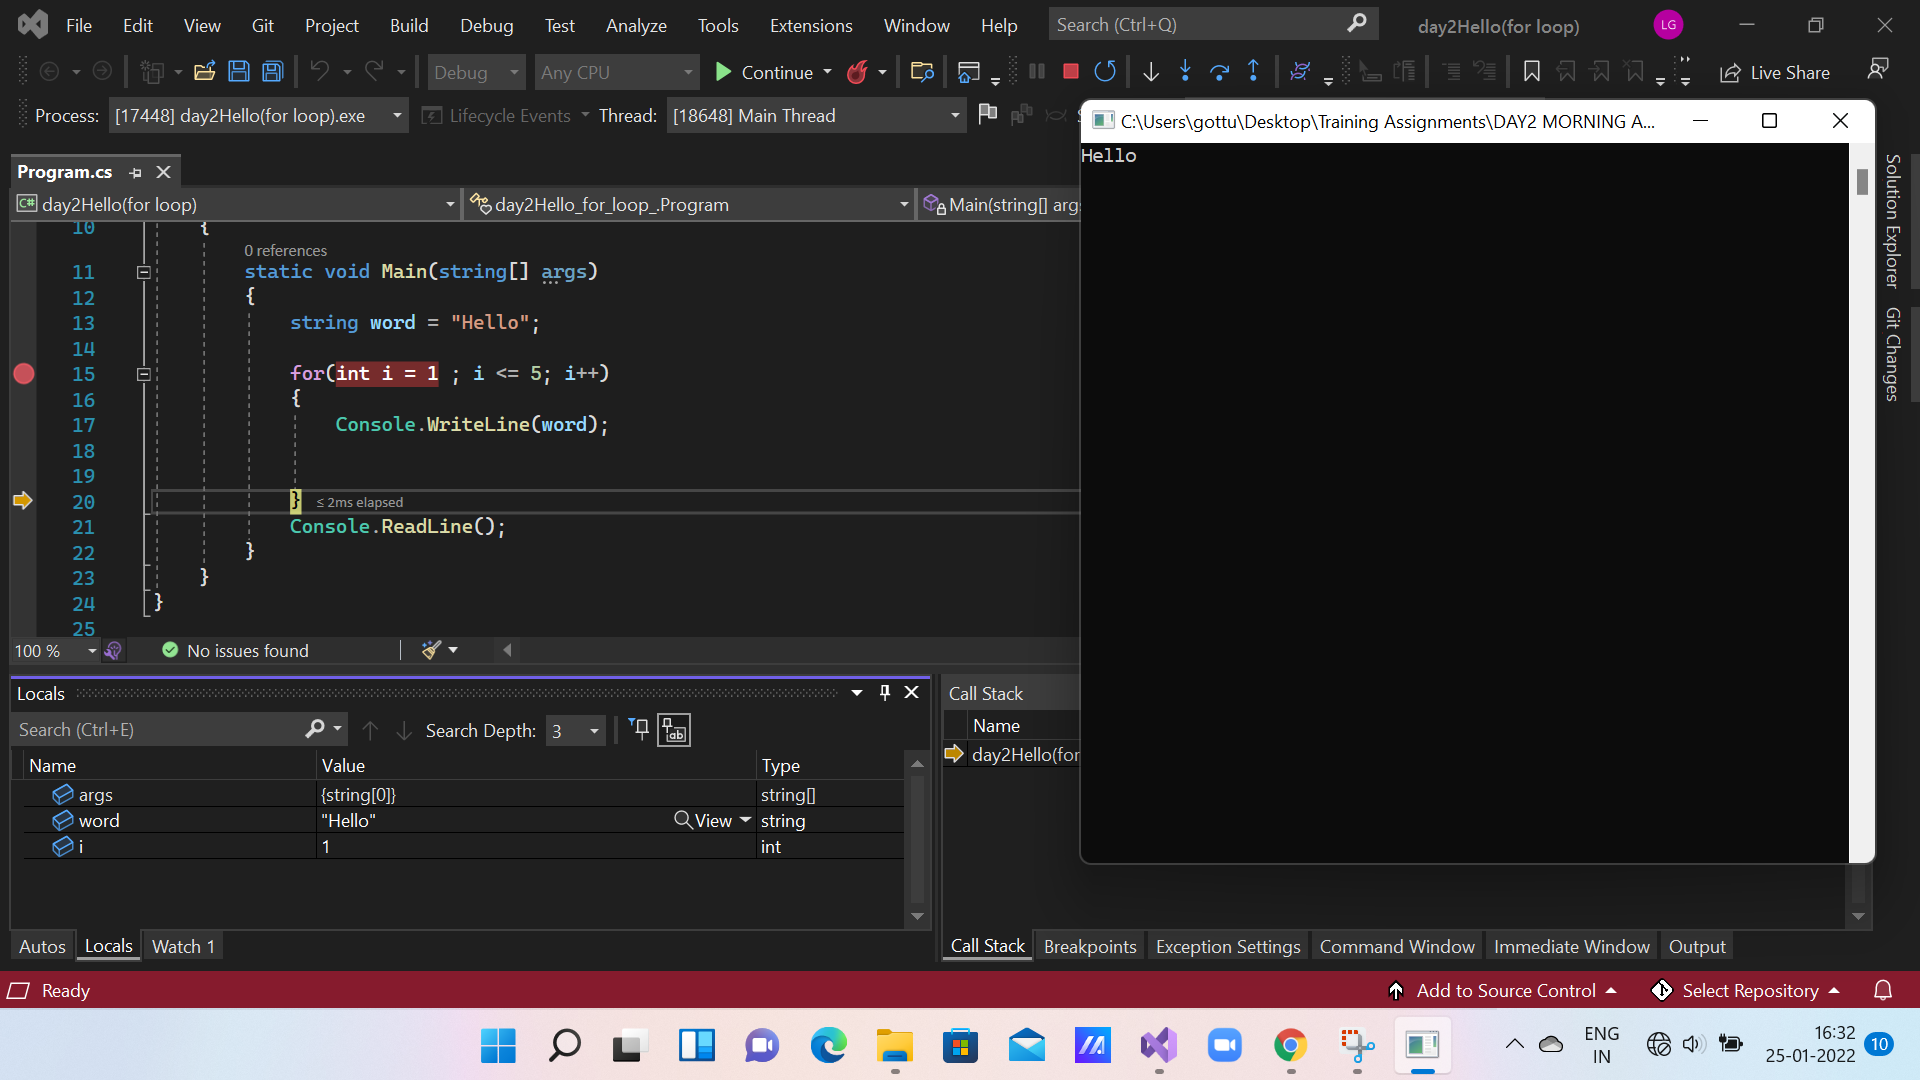 File Edit View Git Project Build Debug Test Analyze Tools Extensions Window Help Search (Ctrl+Q) day2Hello(for loop) LG
Debug Any CPU Continue Live Share
Process: [17448] day2Hello(for loop).exe Lifecycle Events Thread: [18648] Main Thread
C:\Users\gottu\Desktop\Training Assignments\DAY2 MORNING A...
Hello
Program.cs
day2Hello(for loop) day2Hello_for_loop_.Program Main(string[] args
10 {
0 references
11 static void Main(string[] args)
12 {
13 string word = "Hello";
14
15 for(int i = 1 ; i <= 5; i++)
16 {
17 Console.WriteLine(word);
18
19
20 } ≤ 2ms elapsed
21 Console.ReadLine();
22 }
23 }
24 }
25
100 % No issues found
Solution Explorer
Git Changes
Locals
Search (Ctrl+E) Search Depth: 3
Name Value Type
args {string[0]} string[]
word "Hello" View string
i 1 int
Autos Locals Watch 1
Call Stack
Name
day2Hello(for
Call Stack Breakpoints Exception Settings Command Window Immediate Window Output
Ready Add to Source Control Select Repository
ENG
IN
16:32
25-01-2022
10